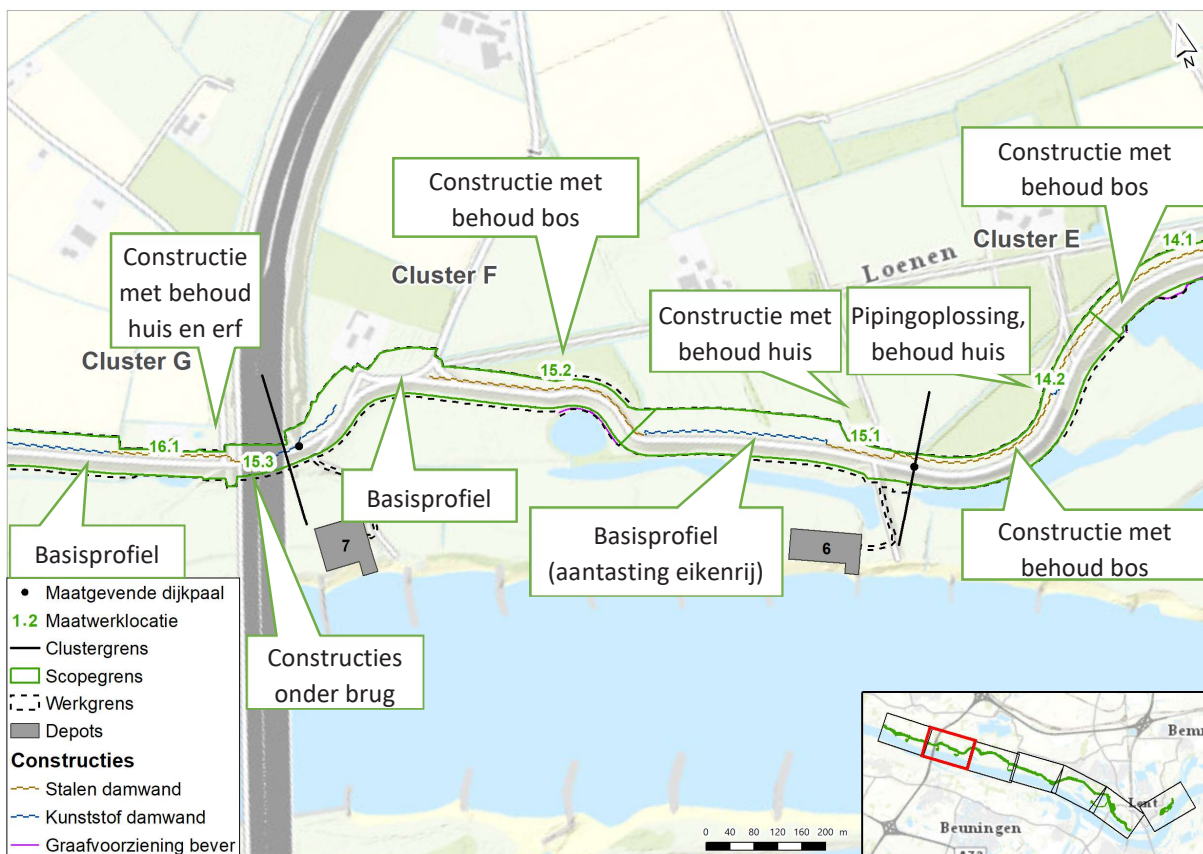 N
Constructie met
behoud bos
14.1
Constructie met
behoud bos
Cluster E
Loenen
Constructie
met behoud
huis en erf
Cluster F
Constructie met
behoud huis
Pipingoplossing,
behoud huis
Cluster G
15.2
14.2
16.1
15.3
15.1
Basisprofiel
Basisprofiel
Basisprofiel
(aantasting eikenrij)
Constructie met
behoud bos
7
6
Constructies
onder brug
Maatgevende dijkpaal
1.2 Maatwerklocatie
Clustergrens
Scopegrens
Werkgrens
Depots
Constructies
Stalen damwand
Kunststof damwand
Graafvoorziening bever
0 40 80 120 160 200 m
Bemm
Lent
Beuningen
A73